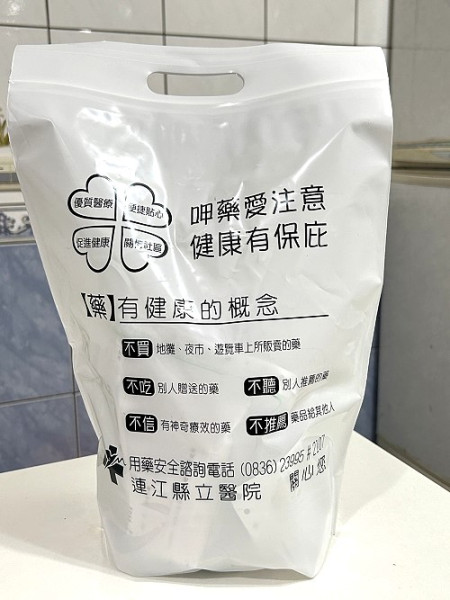 優質醫療
便捷貼心
促進健康
關懷社區
呷藥愛注意
健康有保庇
【藥】有健康的概念
不買 地攤、夜市、遊覽車上所販賣的藥
不吃 別人贈送的藥
不聽 別人推薦的藥
不信 有神奇療效的藥
不推薦 藥品給其他人
用藥安全諮詢電話 (0836) 23995 # 2107
連江縣立醫院 關心您